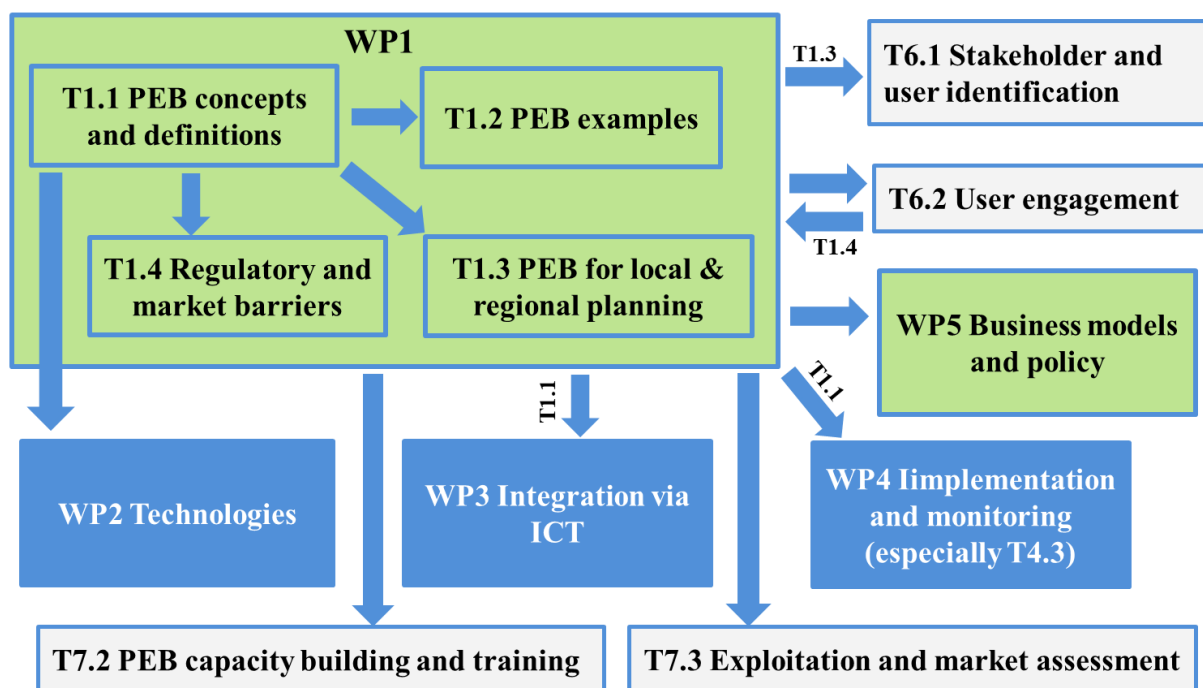 WP1
T1.1 PEB concepts
and definitions
T1.2 PEB examples
T1.4 Regulatory and
market barriers
T1.3 PEB for local &
regional planning
T1.3
T6.1 Stakeholder and
user identification
T6.2 User engagement
T1.4
WP5 Business models
and policy
T1.1
T1.1
WP2 Technologies
WP3 Integration via
ICT
WP4 Iimplementation
and monitoring
(especially T4.3)
T7.2 PEB capacity building and training
T7.3 Exploitation and market assessment